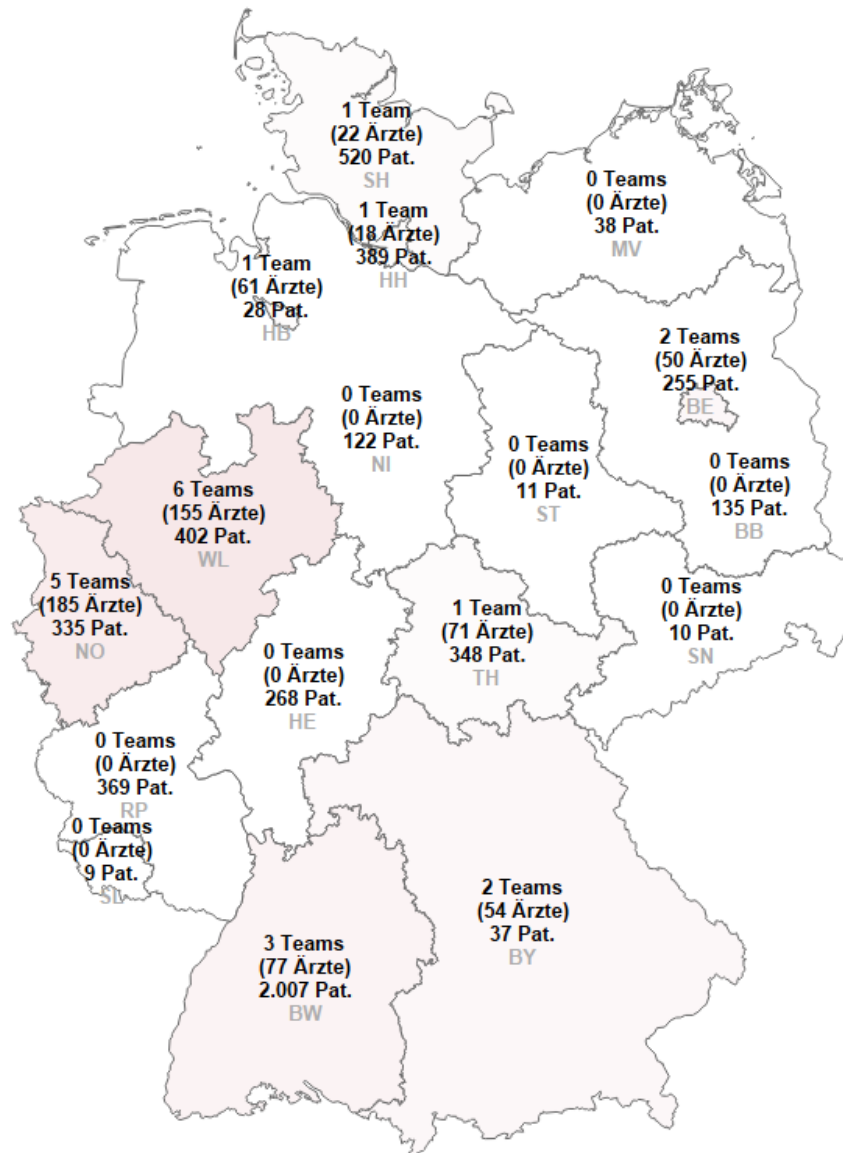 1 Team
(22 Ärzte)
520 Pat.
SH
0 Teams
(0 Ärzte)
38 Pat.
MV
1 Team
(18 Ärzte)
389 Pat.
HH
1 Team
(61 Ärzte)
28 Pat.
HB
2 Teams
(50 Ärzte)
255 Pat.
BE
0 Teams
(0 Ärzte)
122 Pat.
NI
0 Teams
(0 Ärzte)
11 Pat.
ST
0 Teams
(0 Ärzte)
135 Pat.
BB
6 Teams
(155 Ärzte)
402 Pat.
WL
5 Teams
(185 Ärzte)
335 Pat.
NO
0 Teams
(0 Ärzte)
268 Pat.
HE
1 Team
(71 Ärzte)
348 Pat.
TH
0 Teams
(0 Ärzte)
10 Pat.
SN
0 Teams
(0 Ärzte)
369 Pat.
RP
0 Teams
(0 Ärzte)
9 Pat.
SL
3 Teams
(77 Ärzte)
2.007 Pat.
BW
2 Teams
(54 Ärzte)
37 Pat.
BY